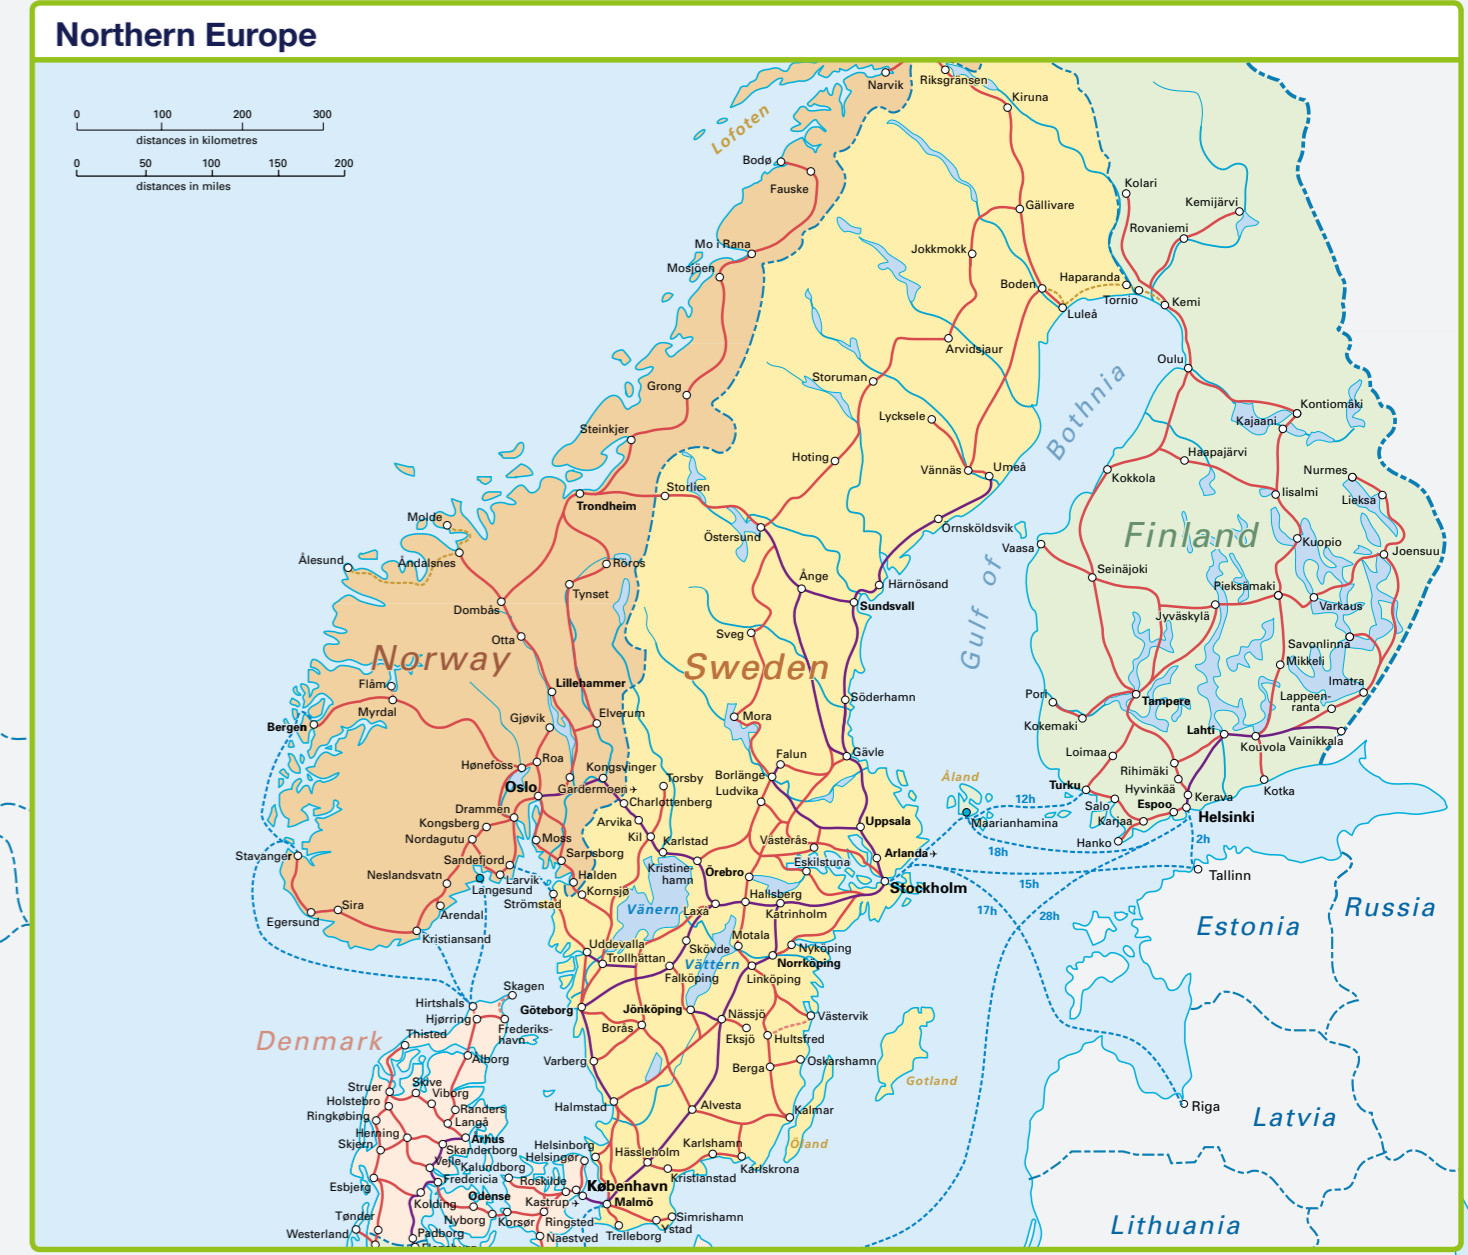 Northern Europe
0 100 200 300
distances in kilometres
0 50 100 150 200
distances in miles
Lofoten
Narvik
Riksgränsen
Kiruna
Bodø
Fauske
Kolari
Kemijärvi
Gällivare
Rovaniemi
Mo i Rana
Jokkmokk
Mosjöen
Haparanda
Boden
Tornio
Kemi
Luleå
Arvidsjaur
Oulu
Storuman
Grong
Bothnia
Kontiomäki
Lycksele
Kajaani
Steinkjer
Haapajärvi
Hoting
Vännäs
Umeå
Kokkola
Nurmes
Storlien
Iisalmi
Lieksa
Trondheim
Molde
Örnsköldsvik
Östersund
Finland
Kuopio
Vaasa
Joensuu
Ålesund
Åndalsnes
Röros
Gulf of
Seinäjoki
Ånge
Härnösand
Pieksämäki
Tynset
Dombås
Sundsvall
Varkaus
Jyväskylä
Otta
Sveg
Savonlinna
Norway
Sweden
Mikkeli
Flåm
Lillehammer
Imatra
Myrdal
Söderhamn
Pori
Tampere
Lappeen-
ranta
Bergen
Gjøvik
Elverum
Mora
Kokemaki
Lahti
Kouvola
Vainikkala
Hønefoss
Roa
Kongsvinger
Falun
Gävle
Loimaa
Rihimäki
Oslo
Gardermoen
Torsby
Borlänge
Åland
Turku
Hyvinkää
Kotka
Charlottenberg
Ludvika
12h
Salo
Espoo
Kerava
Drammen
Arvika
Uppsala
Maarianhamina
Karjaa
Helsinki
Kongsberg
Nordagutu
Moss
Kil
Karlstad
Västerås
Hanko
2h
Stavanger
Sandefjord
Sarpsborg
Arlanda
18h
Eskilstuna
Neslandsvatn
Larvik
Halden
Kristine-
hamn
Örebro
Tallinn
Langesund
Kornsjø
Stockholm
15h
Sira
Strömstad
Hallsberg
Egersund
Arendal
Vänern
Laxå
Katrinholm
17h
28h
Russia
Kristiansand
Uddevalla
Motala
Estonia
Skövde
Nyköping
Trollhättan
Vättern
Norrköping
Falköping
Linköping
Skagen
Hirtshals
Göteborg
Jönköping
Hjørring
Frederiks-
havn
Borås
Nässjö
Västervik
Denmark
Thisted
Eksjö
Hultsfred
Ålborg
Varberg
Oskarshamn
Berga
Gotland
Struer
Skive
Viborg
Holstebro
Halmstad
Alvesta
Kalmar
Riga
Ringkøbing
Randers
Langå
Latvia
Herning
Århus
Skjern
Skanderborg
Helsinborg
Karlshamn
Öland
Vejle
Kalundborg
Helsingør
Hässleholm
Karlskrona
Esbjerg
Fredericia
Roskilde
Kristianstad
Odense
København
Kolding
Kastrup
Malmö
Tønder
Nyborg
Korsør
Ringsted
Simrishamn
Lithuania
Westerland
Padborg
Naestved
Trelleborg
Ystad